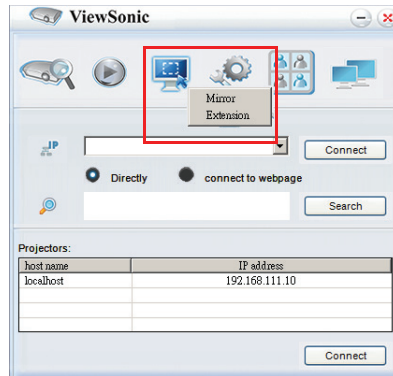 ViewSonic
Mirror
Extension
IP
Connect
Directly
connect to webpage
Search
Projectors:
host name IP address
localhost 192.168.111.10
Connect